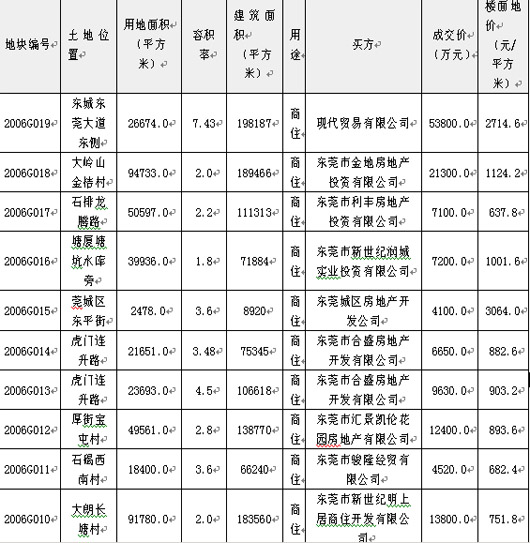 地块编号 土地位置 用地面积(平方米) 容积率 建筑面积(平方米) 用途 买方 成交价(万元) 楼面地价(元/平方米)
2006G019 东城东莞大道东侧 26674.0 7.43 198187 商住 现代贸易有限公司 53800.0 2714.6
2006G018 大岭山金桔村 94733.0 2.0 189466 商住 东莞市金地房地产投资有限公司 21300.0 1124.2
2006G017 石排龙腾路 50597.0 2.2 111313 商住 东莞市利丰房地产投资有限公司 7100.0 637.8
2006G016 塘厦塘坑水库旁 39936.0 1.8 71884 商住 东莞市新世纪润城实业投资有限公司 7200.0 1001.6
2006G015 莞城区东平街 2478.0 3.6 8920 商住 东莞城区房地产开发公司 4100.0 3064.0
2006G014 虎门连升路 21651.0 3.48 75345 商住 东莞市合盛房地产开发有限公司 6650.0 882.6
2006G013 虎门连升路 23693.0 4.5 106618 商住 东莞市合盛房地产开发有限公司 9630.0 903.2
2006G012 厚街宝屯村 49561.0 2.8 138770 商住 东莞市汇景凯伦花园房地产有限公司 12400.0 893.6
2006G011 石碣西南村 18400.0 3.6 66240 商住 东莞市骏隆经贸有限公司 4520.0 682.4
2006G010 大朗长塘村 91780.0 2.0 183560 商住 东莞市新世纪明上居商住开发有限公司 13800.0 751.8